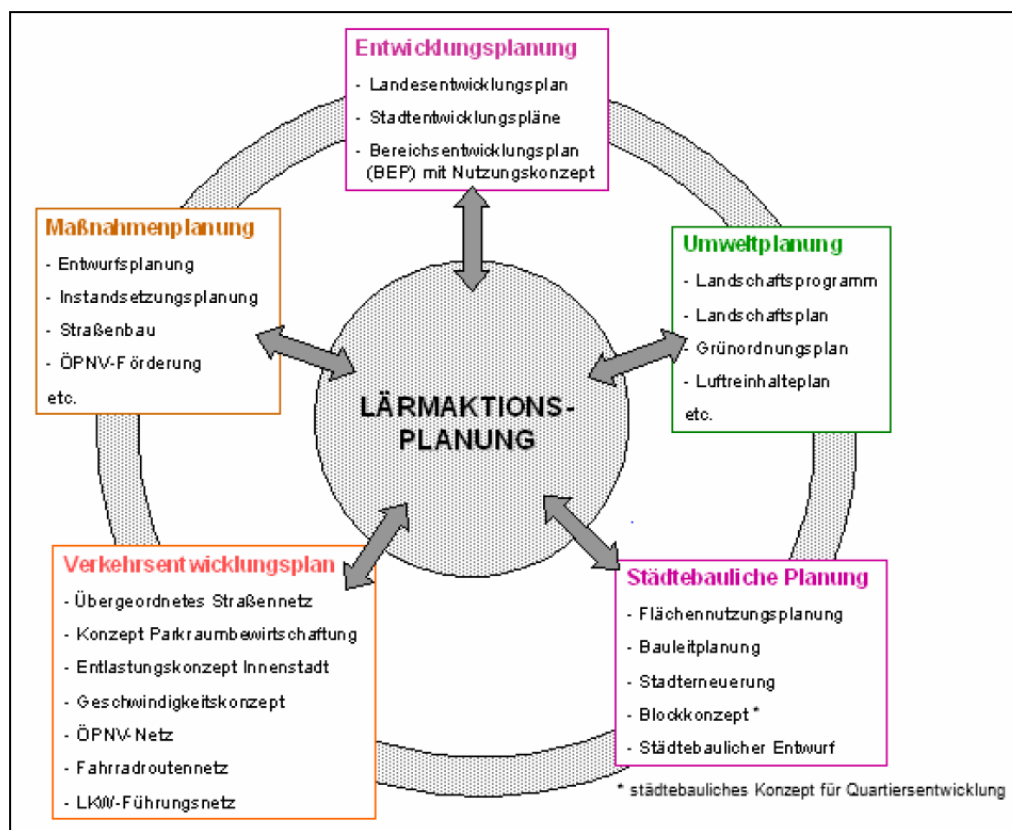 Entwicklungsplanung
- Landesentwicklungsplan
- Stadtentwicklungspläne
- Bereichsentwicklungsplan
(BEP) mit Nutzungskonzept
Maßnahmenplanung
- Entwurfsplanung
- Instandsetzungsplanung
- Straßenbau
- ÖPNV-Förderung
etc.
Umweltplanung
- Landschaftsprogramm
- Landschaftsplan
- Grünordnungsplan
- Luftreinhalteplan
etc.
LÄRMAKTIONS-
PLANUNG
Verkehrsentwicklungsplan
- Übergeordnetes Straßennetz
- Konzept Parkraumbewirtschaftung
- Entlastungskonzept Innenstadt
- Geschwindigkeitskonzept
- ÖPNV-Netz
- Fahrradroutennetz
- LKW-Führungsnetz
Städtebauliche Planung
- Flächennutzungsplanung
- Bauleitplanung
- Stadterneuerung
- Blockkonzept *
- Städtebaulicher Entwurf
* städtebauliches Konzept für Quartiersentwicklung